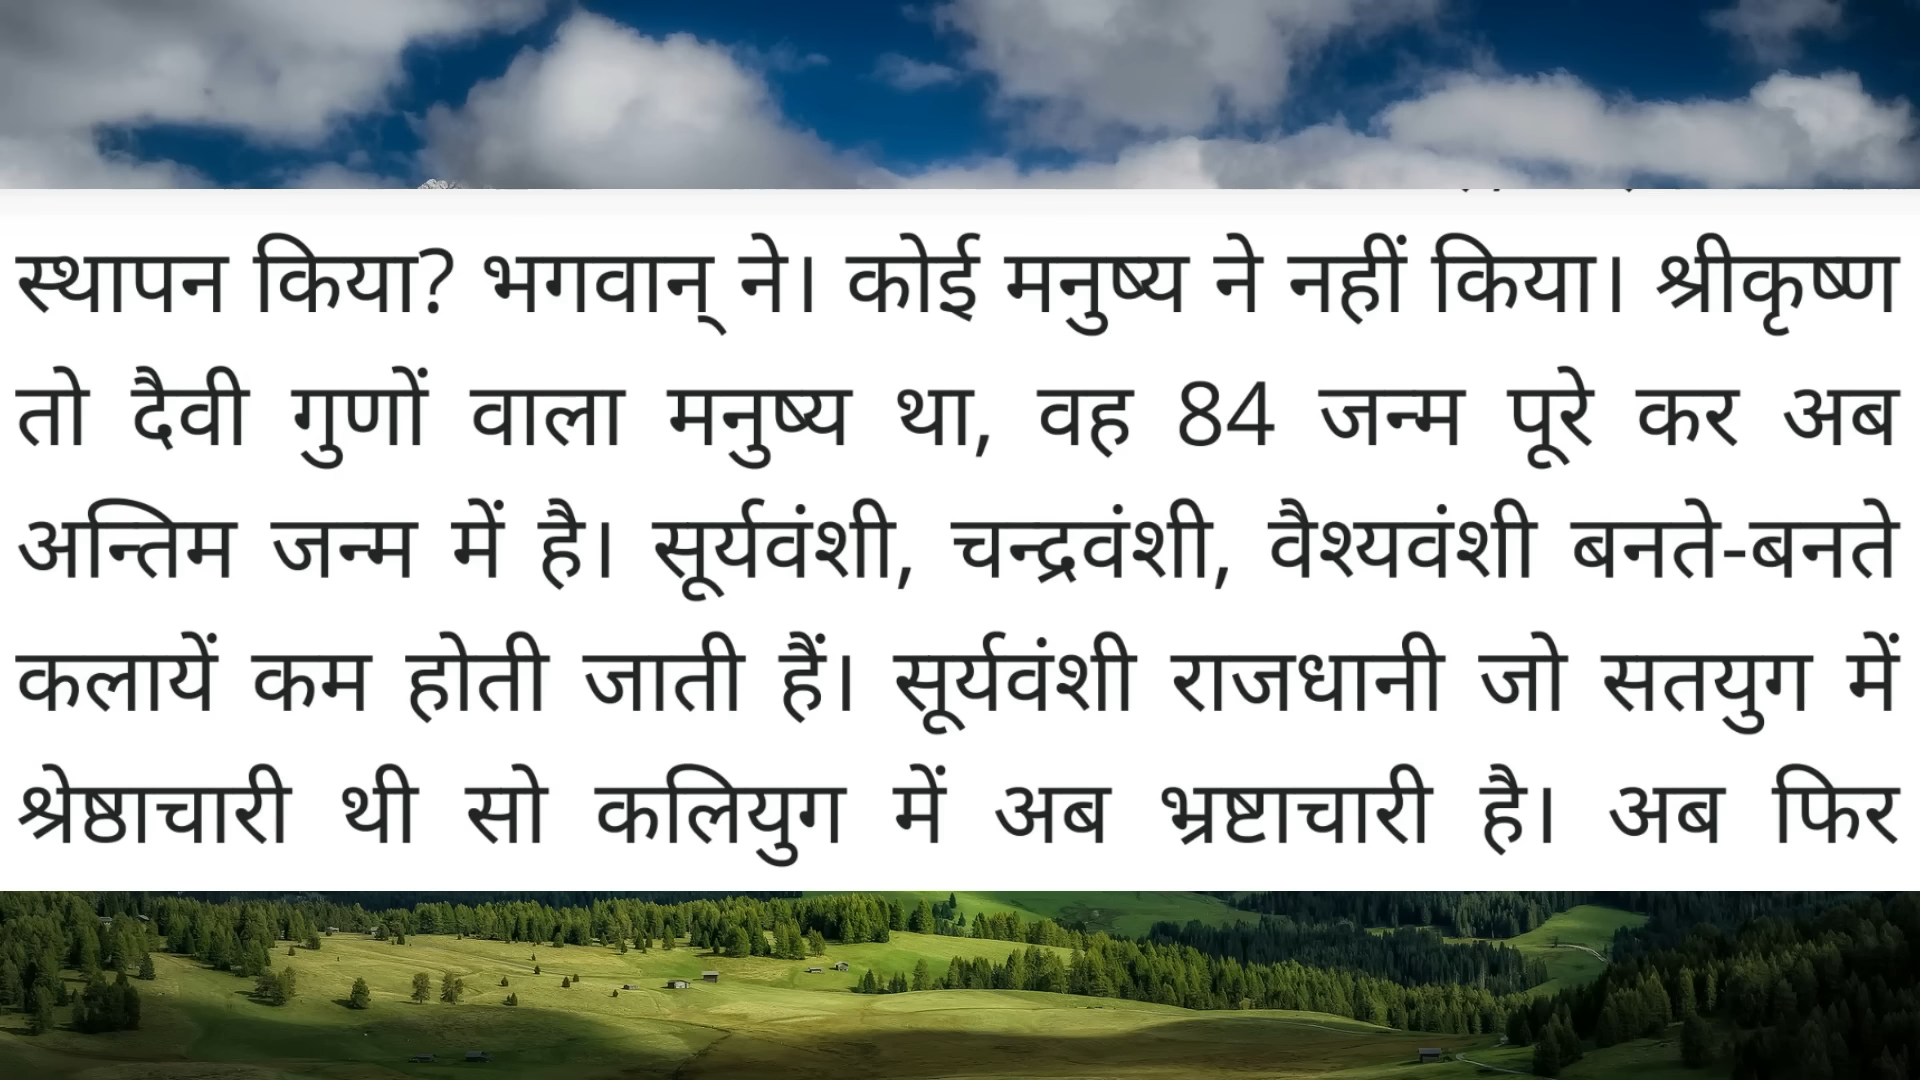 स्थापन किया? भगवान् ने। कोई मनुष्य ने नहीं किया। श्रीकृष्ण
तो दैवी गुणों वाला मनुष्य था, वह 84 जन्म पूरे कर अब
अन्तिम जन्म में है। सूर्यवंशी, चन्द्रवंशी, वैश्यवंशी बनते-बनते
कलायें कम होती जाती हैं। सूर्यवंशी राजधानी जो सतयुग में
श्रेष्ठाचारी थी सो कलियुग में अब भ्रष्टाचारी है। अब फिर